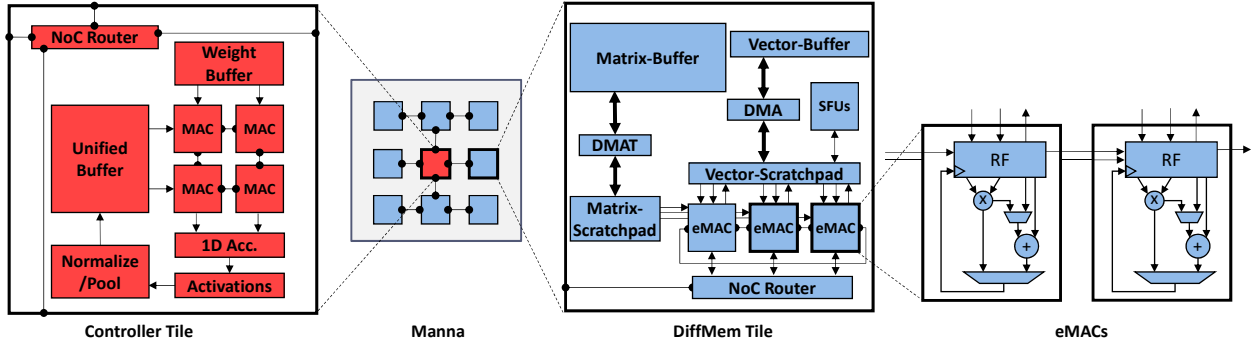 NoC Router
Weight
Buffer
Unified
Buffer
MAC
MAC
MAC
MAC
1D Acc.
Normalize
/Pool
Activations
Controller Tile
Manna
Matrix-Buffer
Vector-Buffer
DMA
SFUs
DMAT
Vector-Scratchpad
Matrix-
Scratchpad
eMAC
eMAC
eMAC
NoC Router
DiffMem Tile
RF
X
+
RF
X
+
eMACs